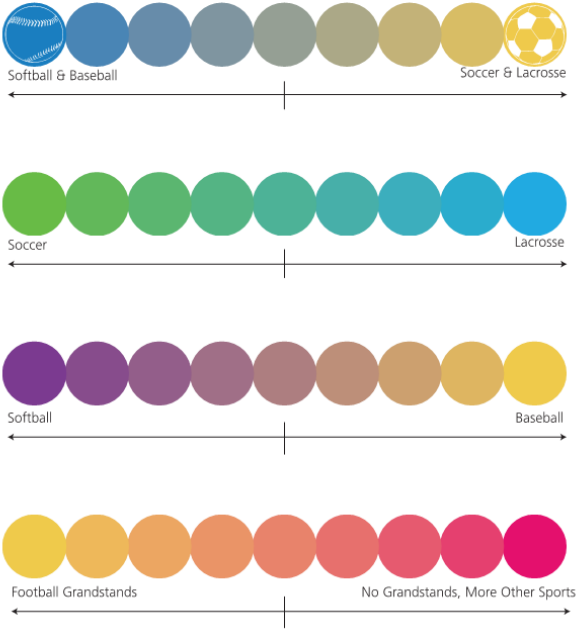 Softball & Baseball
Soccer & Lacrosse
Soccer
Lacrosse
Softball
Baseball
Football Grandstands
No Grandstands, More Other Sports